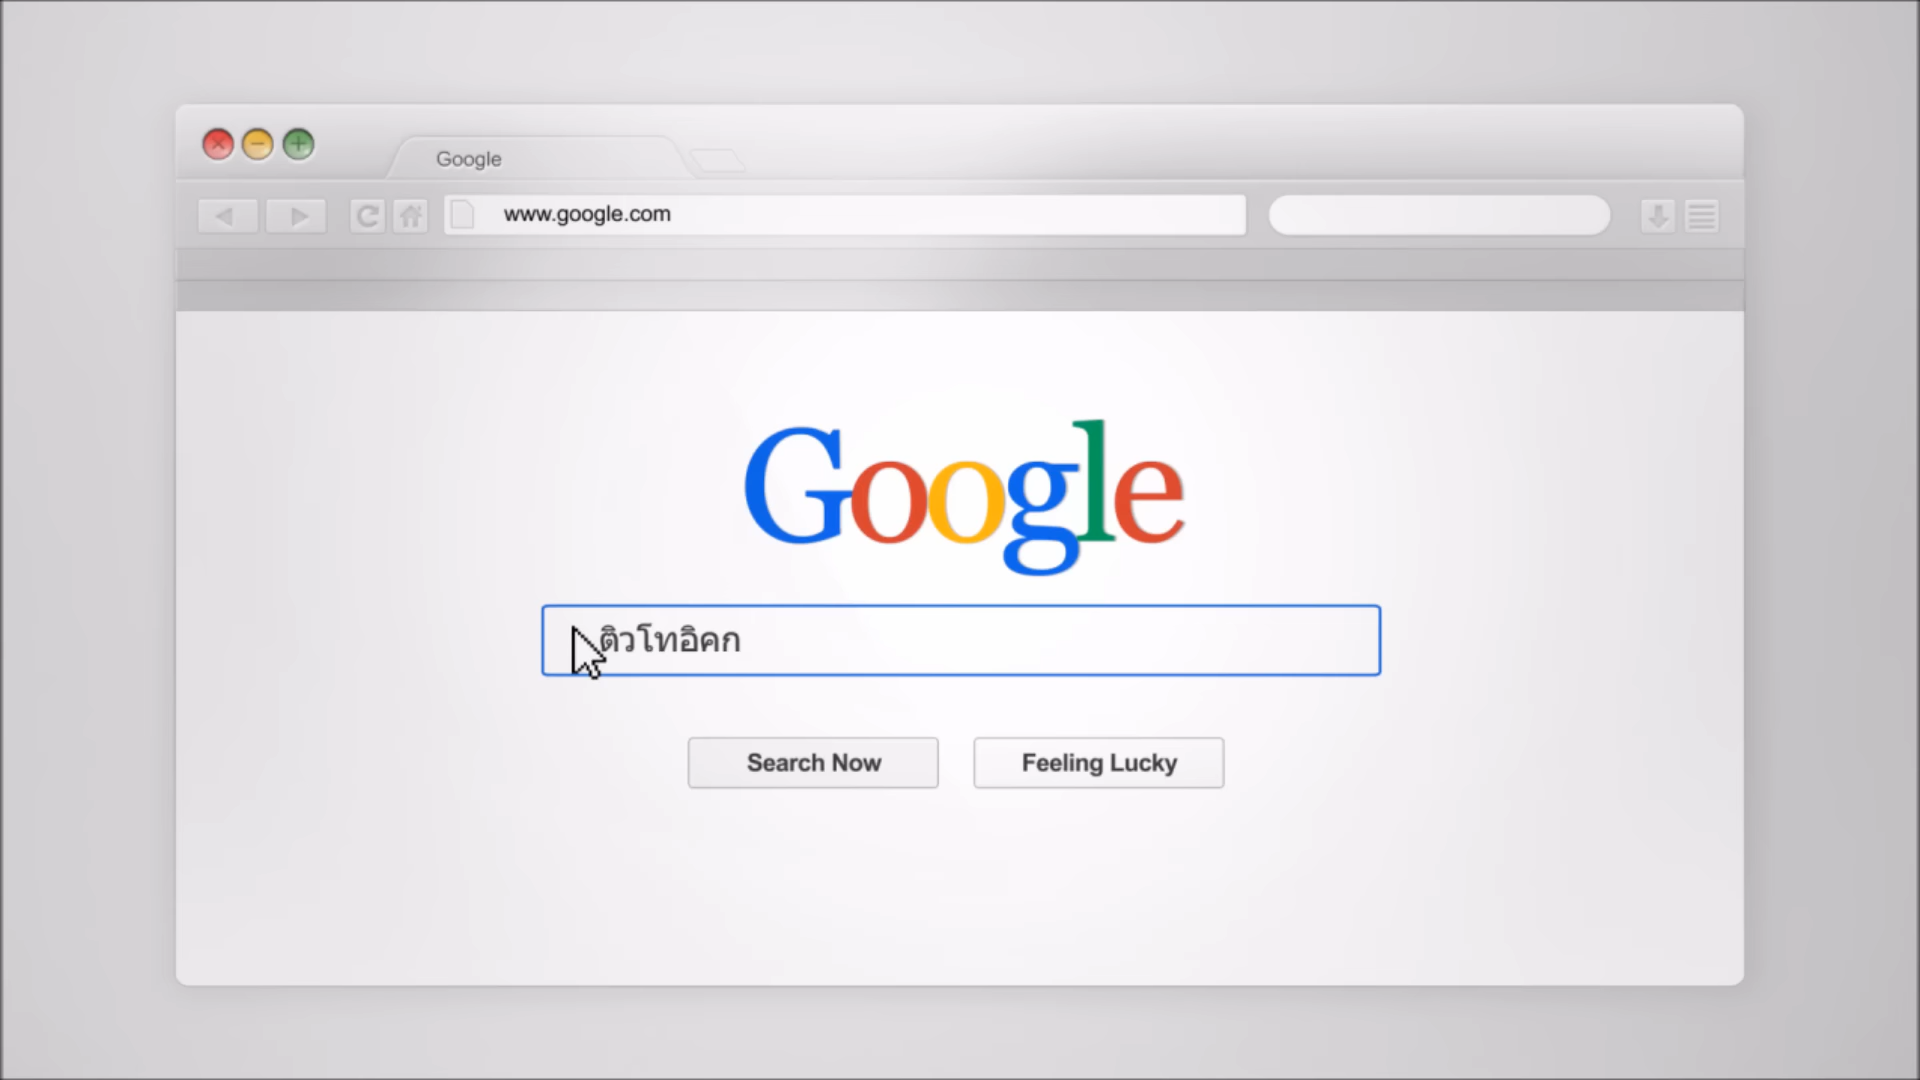 Google
www.google.com
Google
ติวโทอิคก
Search Now
Feeling Lucky